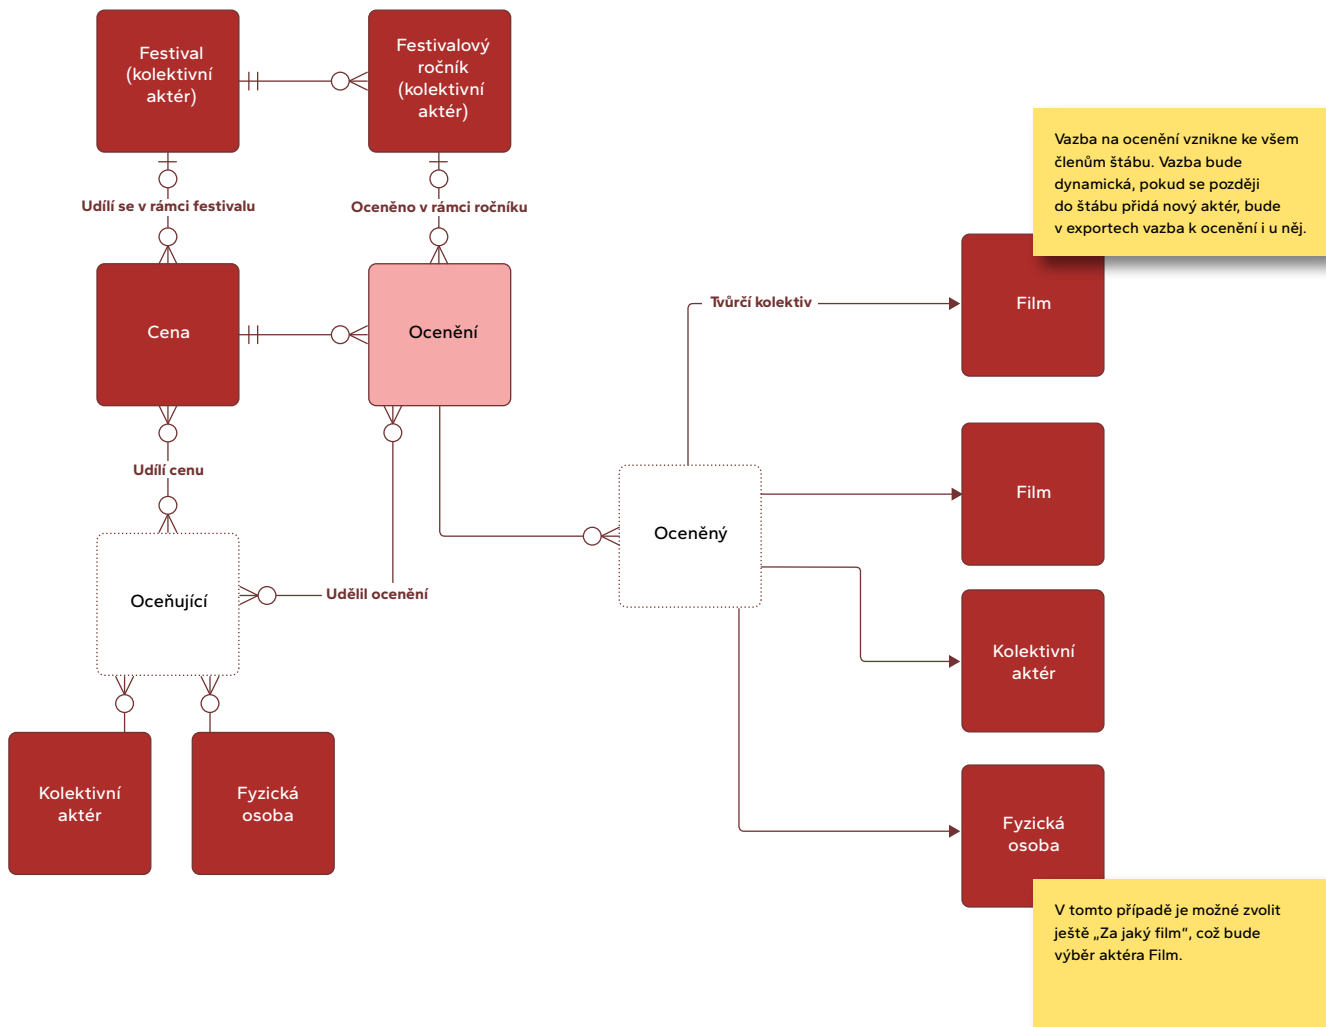 Festival
(kolektivní
aktér)
Festivalový
ročník
(kolektivní
aktér)
Vazba na ocenění vznikne ke všem
členům štábu. Vazba bude
dynamická, pokud se později
do štábu přidá nový aktér, bude
v exportech vazba k ocenění i u něj.
Udílí se v rámci festivalu
Oceněno v rámci ročníku
Cena
Ocenění
Tvůrčí kolektiv
Film
Udílí cenu
Film
Oceněný
Oceňující
Udělil ocenění
Kolektivní
aktér
Kolektivní
aktér
Fyzická
osoba
Fyzická
osoba
V tomto případě je možné zvolit
ještě „Za jaký film“, což bude
výběr aktéra Film.